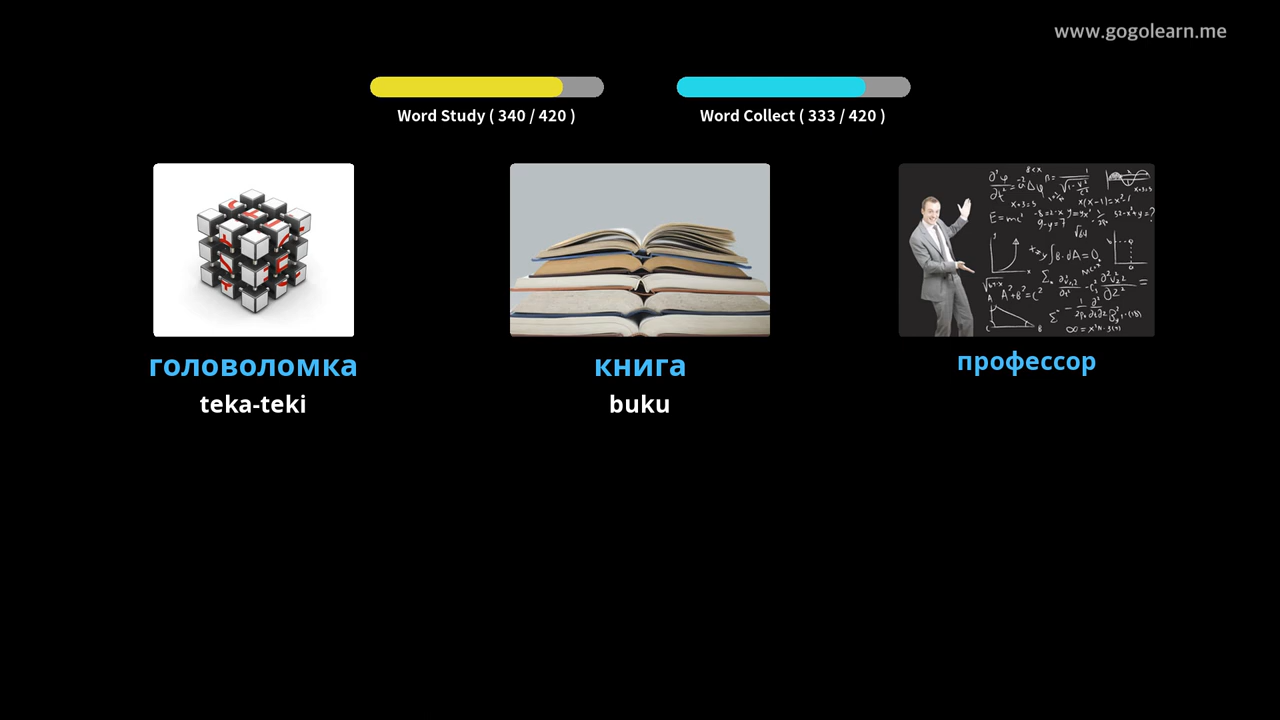 www.gogolearn.me
Word Study ( 340 / 420 )
Word Collect ( 333 / 420 )
головоломка
книга
профессор
teka-teki
buku